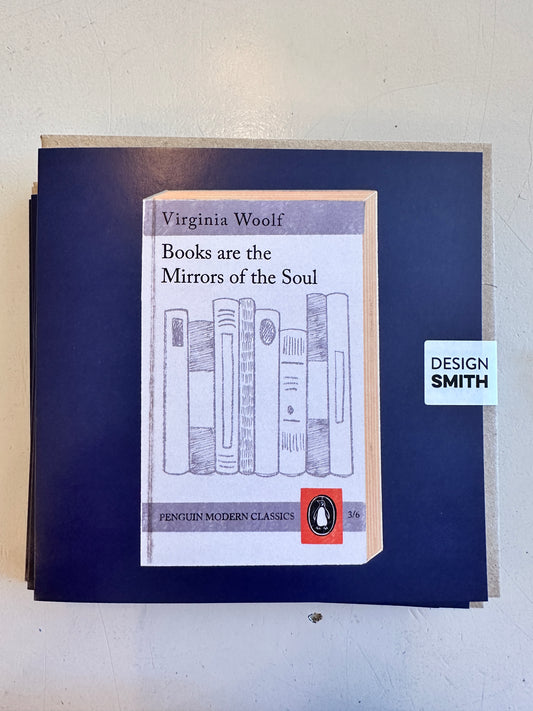 Virginia Woolf
Books are the
Mirrors of the Soul
DESIGN
SMITH
PENGUIN MODERN CLASSICS
3/6